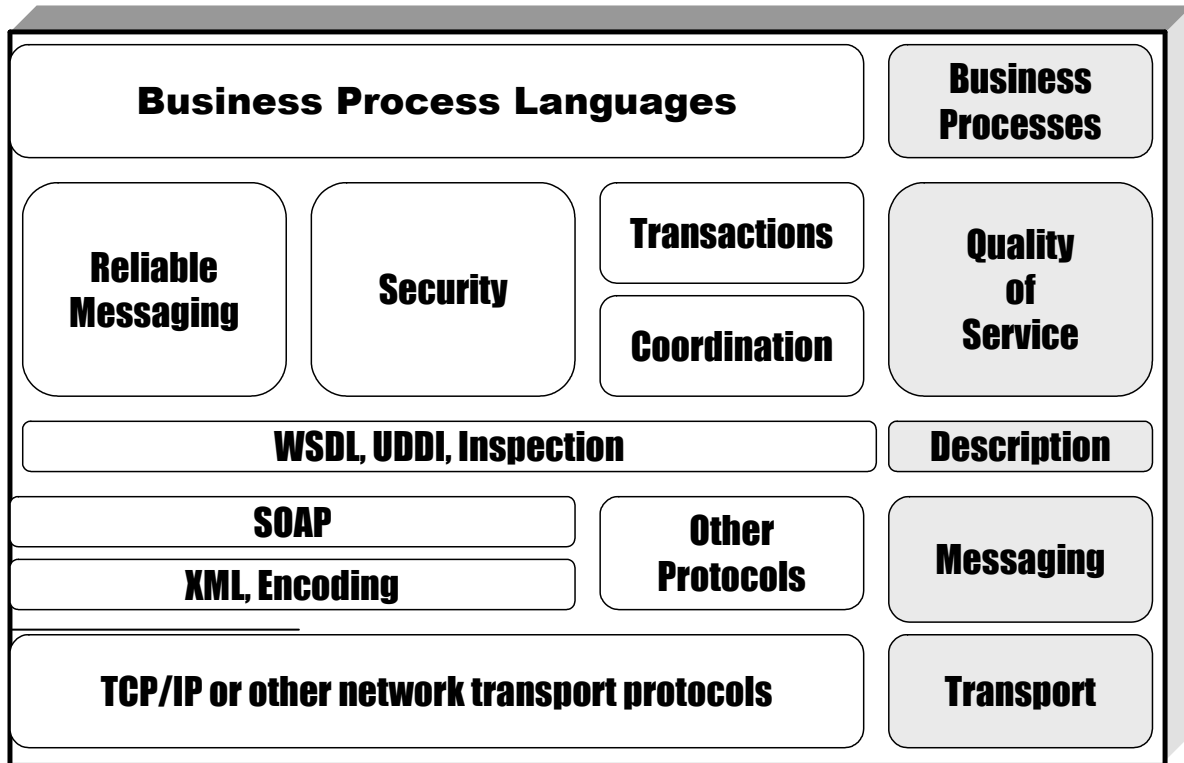 Business Process Languages
Business
Processes
Reliable
Messaging
Security
Transactions
Coordination
Quality
of
Service
WSDL, UDDI, Inspection
Description
SOAP
XML, Encoding
Other
Protocols
Messaging
TCP/IP or other network transport protocols
Transport